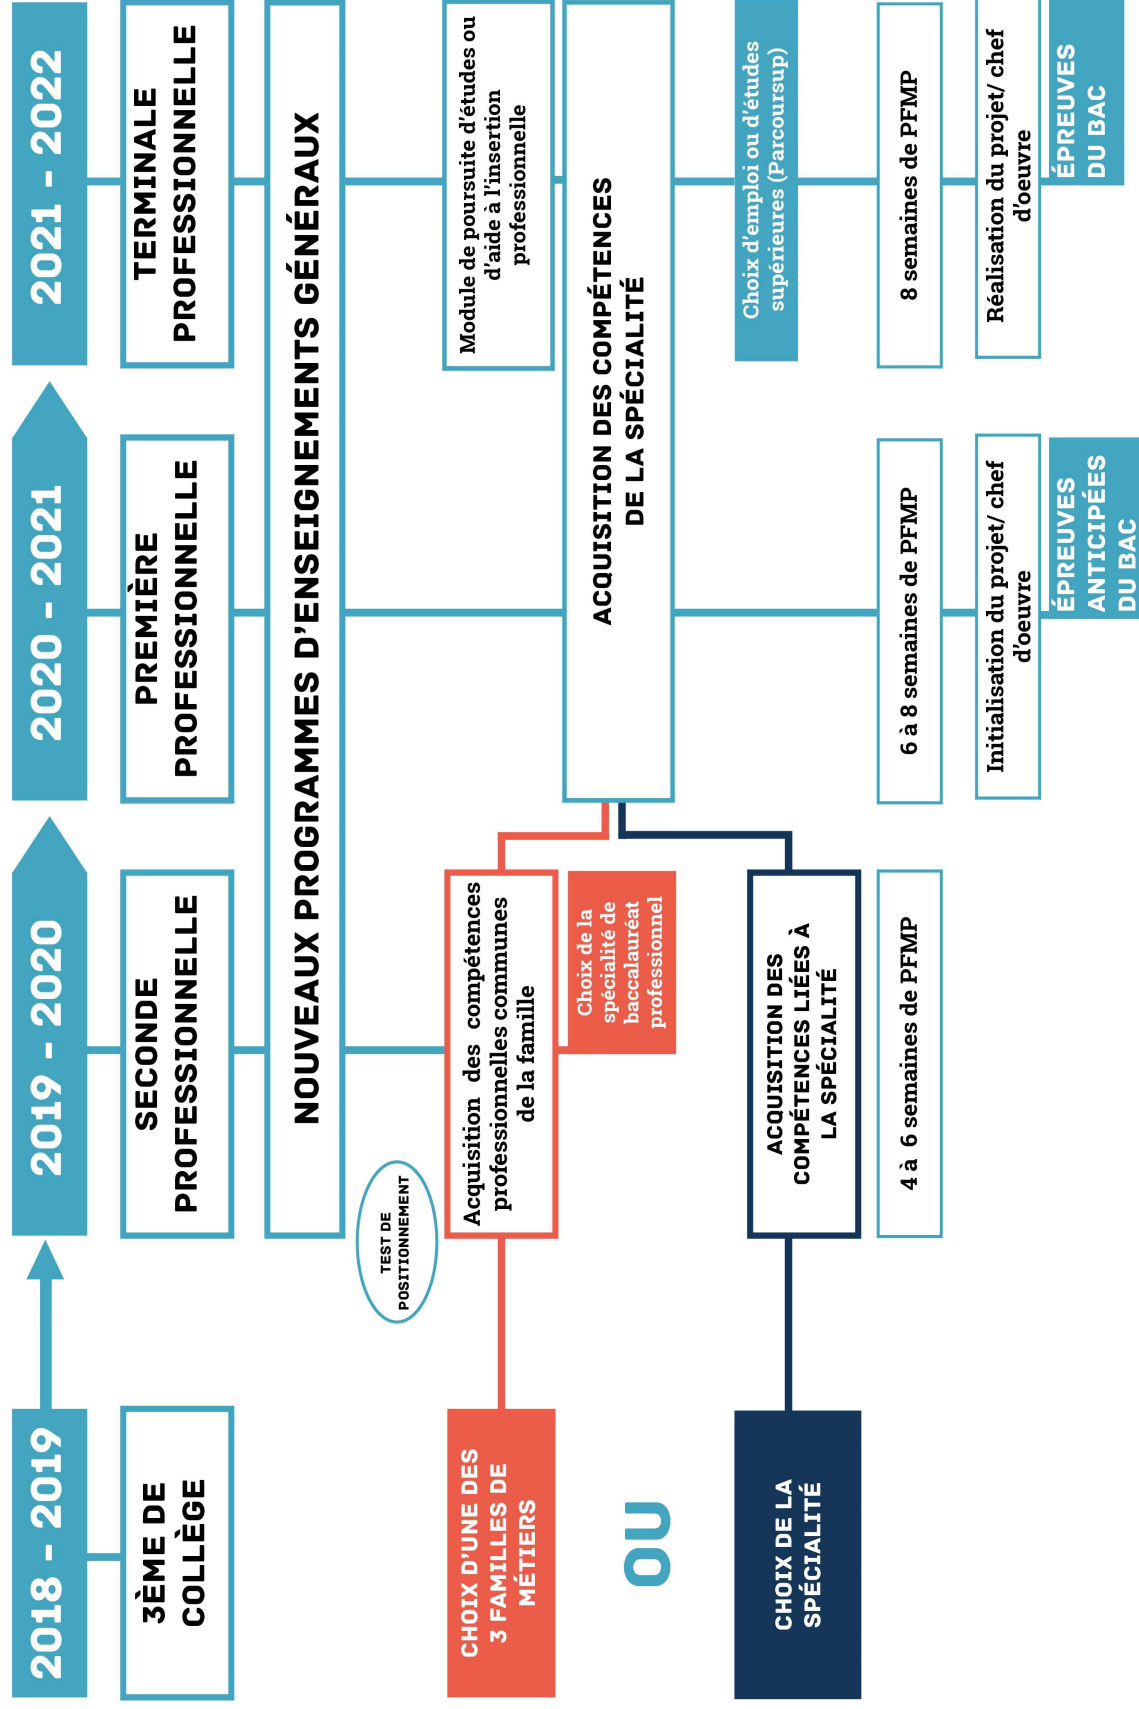 2018 - 2019
2019 - 2020
2020 - 2021
2021 - 2022
3ÈME DE
COLLÈGE
SECONDE
PROFESSIONNELLE
PREMIÈRE
PROFESSIONNELLE
TERMINALE
PROFESSIONNELLE
NOUVEAUX PROGRAMMES D'ENSEIGNEMENTS GÉNÉRAUX
TEST DE
POSITIONNEMENT
CHOIX D'UNE DES
3 FAMILLES DE
MÉTIERS
Acquisition des compétences
professionnelles communes
de la famille
Choix de la
spécialité de
baccalauréat
professionnel
Module de poursuite d'études ou
d'aide à l'insertion
professionnelle
ACQUISITION DES COMPÉTENCES
DE LA SPÉCIALITÉ
OU
CHOIX DE LA
SPÉCIALITÉ
ACQUISITION DES
COMPÉTENCES LIÉES À
LA SPÉCIALITÉ
Choix d'emploi ou d'études
supérieures (Parcoursup)
4 à 6 semaines de PFMP
6 à 8 semaines de PFMP
8 semaines de PFMP
Initialisation du projet/ chef
d'oeuvre
Réalisation du projet/ chef
d'oeuvre
ÉPREUVES
ANTICIPÉES
DU BAC
ÉPREUVES
DU BAC